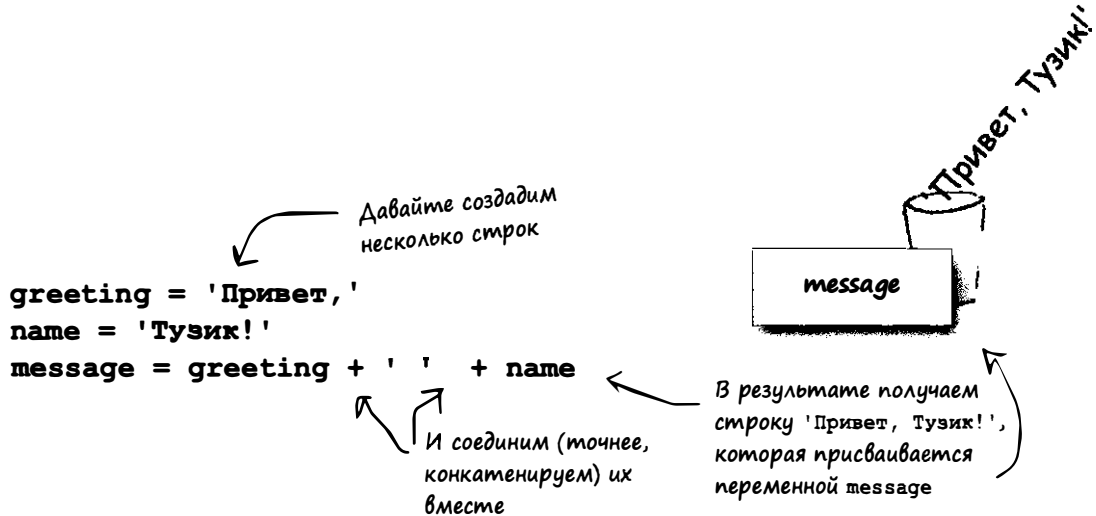 'Привет, Тузик!'
Давайте создадим
несколько строк
message
greeting = 'Привет,'
name = 'Тузик!'
message = greeting + ' ' + name
И соединим (точнее,
конкатенируем) их
вместе
В результате получаем
строку 'Привет, Тузик!',
которая присваивается
переменной message